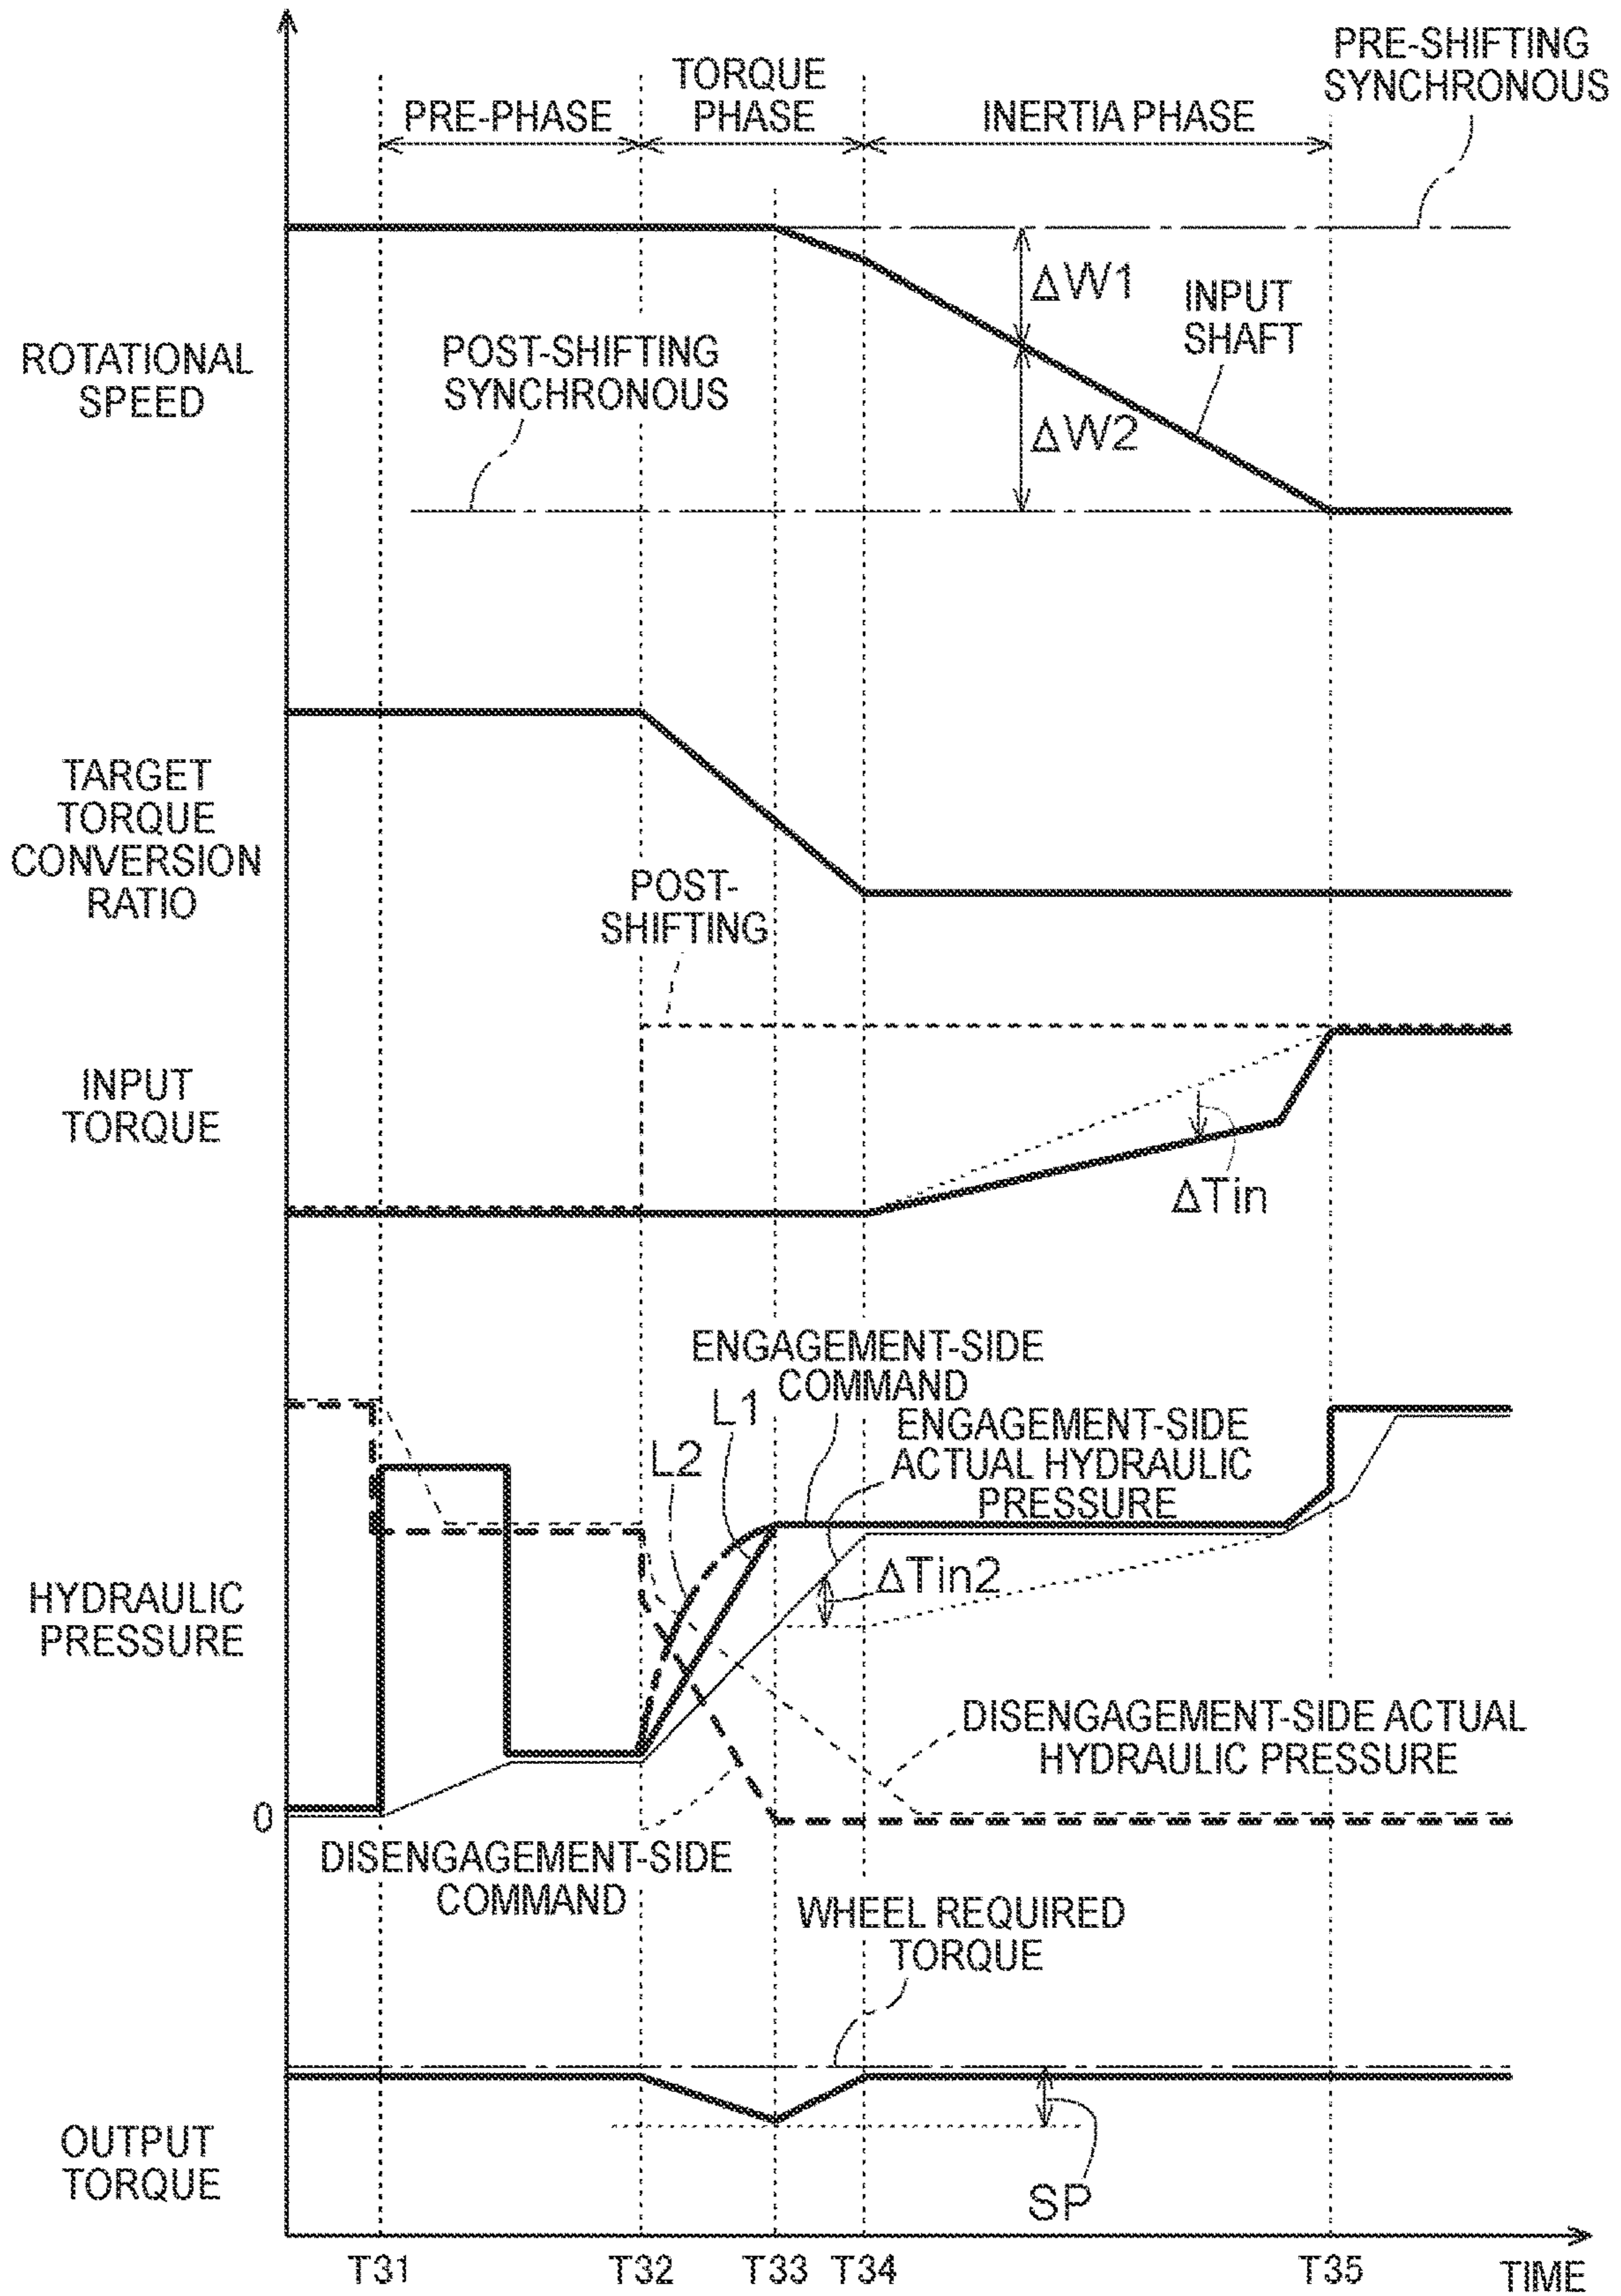 PRE-SHIFTING
SYNCHRONOUS
TORQUE
PHASE
PRE-PHASE
INERTIA PHASE
ΔW1
INPUT
SHAFT
ROTATIONAL
SPEED
POST-SHIFTING
SYNCHRONOUS
ΔW2
TARGET
TORQUE
CONVERSION
RATIO
POST-
SHIFTING
INPUT
TORQUE
ΔTin
ENGAGEMENT-SIDE
COMMAND
L1
ENGAGEMENT-SIDE
ACTUAL HYDRAULIC
PRESSURE
L2
ΔTin2
HYDRAULIC
PRESSURE
DISENGAGEMENT-SIDE ACTUAL
HYDRAULIC PRESSURE
0
DISENGAGEMENT-SIDE
COMMAND
WHEEL REQUIRED
TORQUE
OUTPUT
TORQUE
SP
T31 T32 T33 T34 T35 TIME